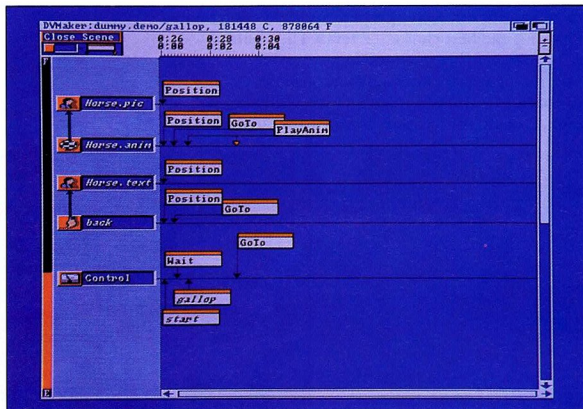 DVMaker:dummy.demo/gallop, 181448 C, 878064 F
Close Scene
0:26 0:28 0:30
0:00 0:02 0:04
F
Position
Horse.pic
Position
GoTo
PlayAnim
Horse.anim
Position
Horse.text
Position
GoTo
back
GoTo
Wait
Control
gallop
start
E